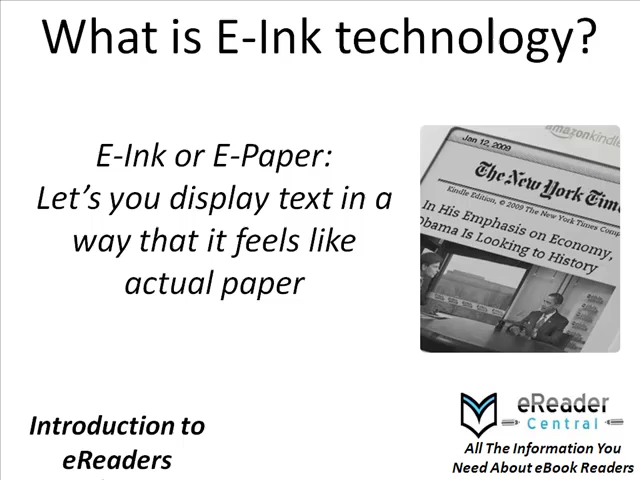 What is E-Ink technology?
E-Ink or E-Paper:
Let's you display text in a
way that it feels like
actual paper
amazonkindle
Jan 12, 2009
The New York Tim
Kindle Edition, © 2009 The New York Times Comp
In His Emphasis on Economy,
Obama Is Looking to History
Introduction to
eReaders
eReader
Central
All The Information You
Need About eBook Readers